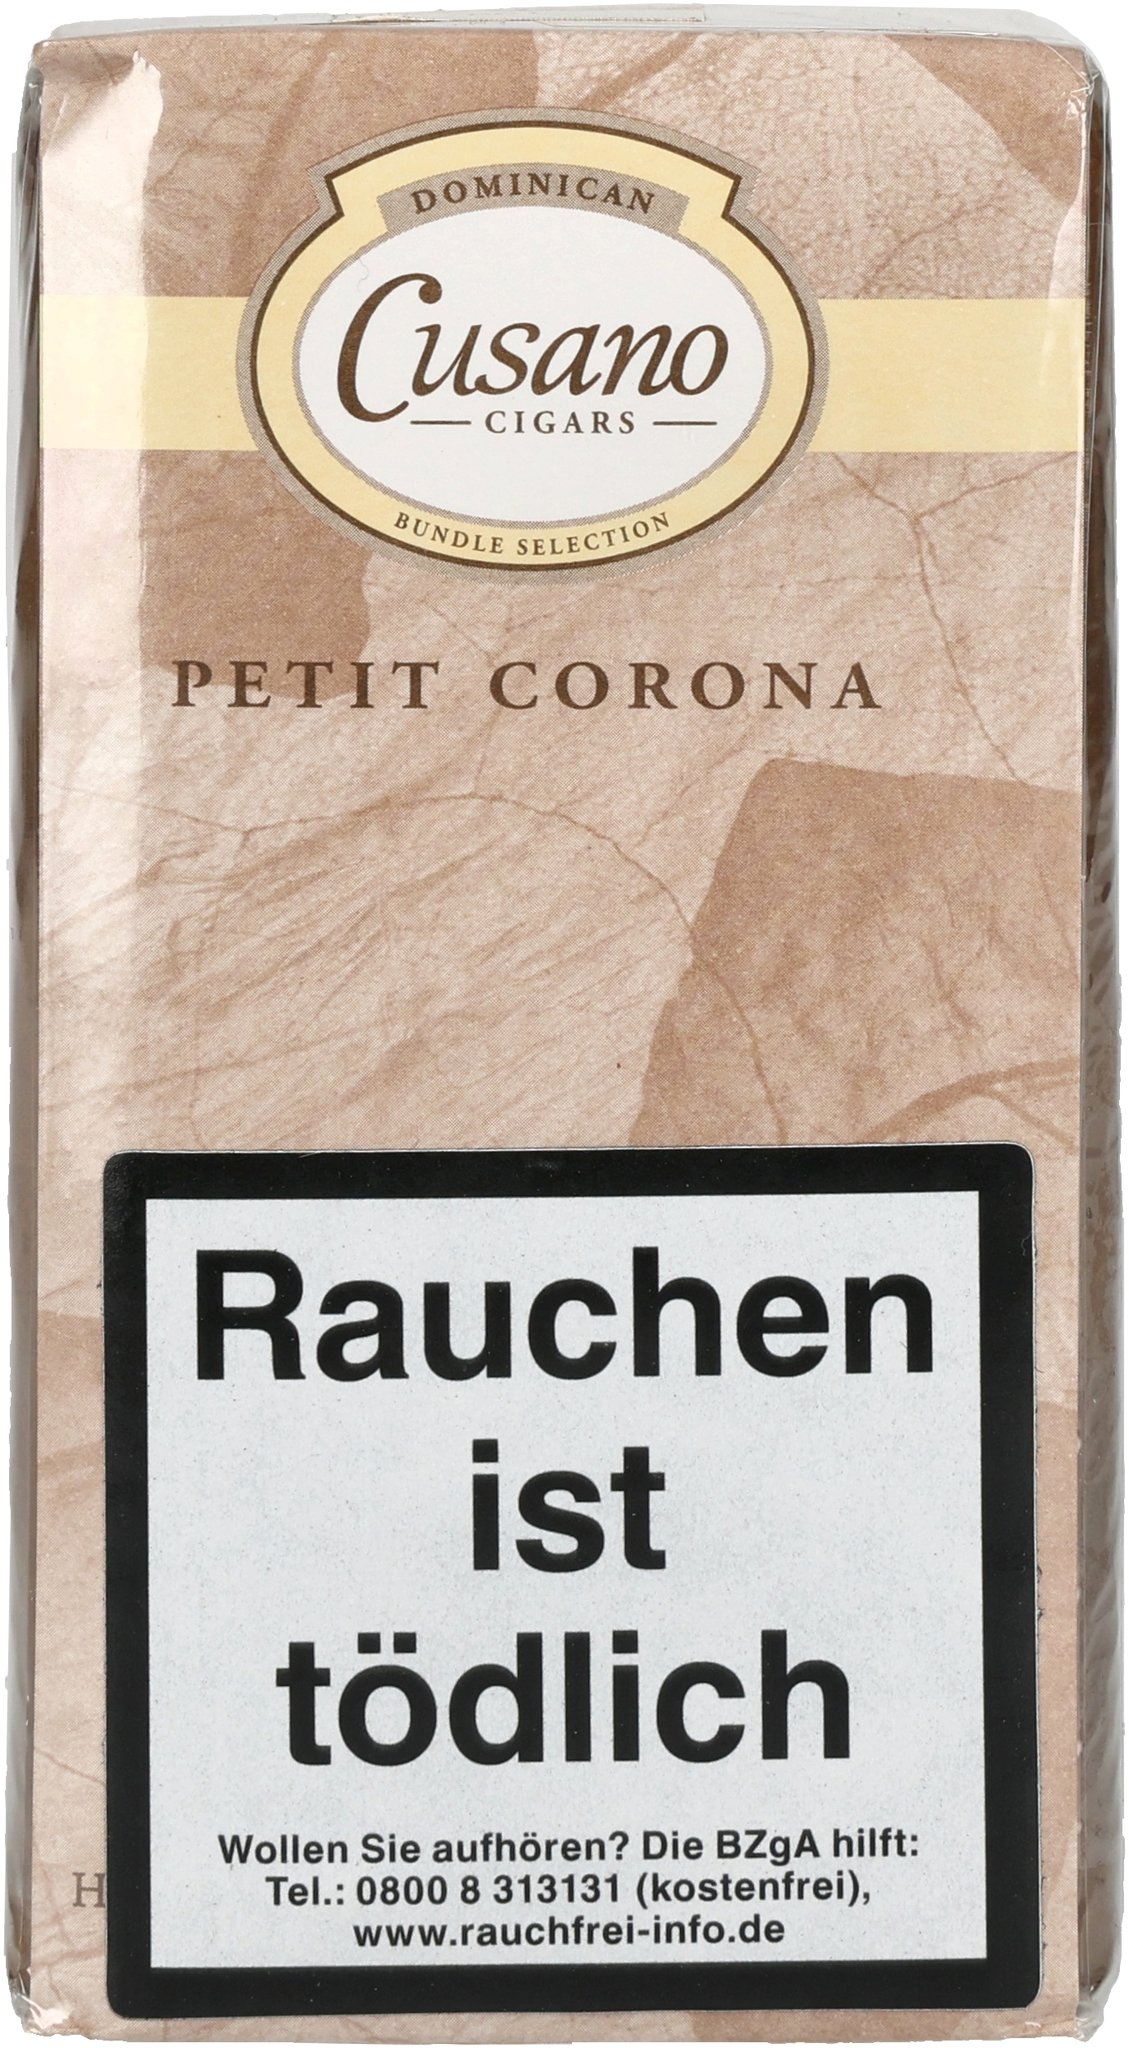 DOMINICAN
Cusano
CIGARS
BUNDLE SELECTION
PETIT CORONA
Rauchen
ist
tödlich
Wollen Sie aufhören? Die BZgA hilft:
Tel.: 0800 8 313131 (kostenfrei),
www.rauchfrei-info.de